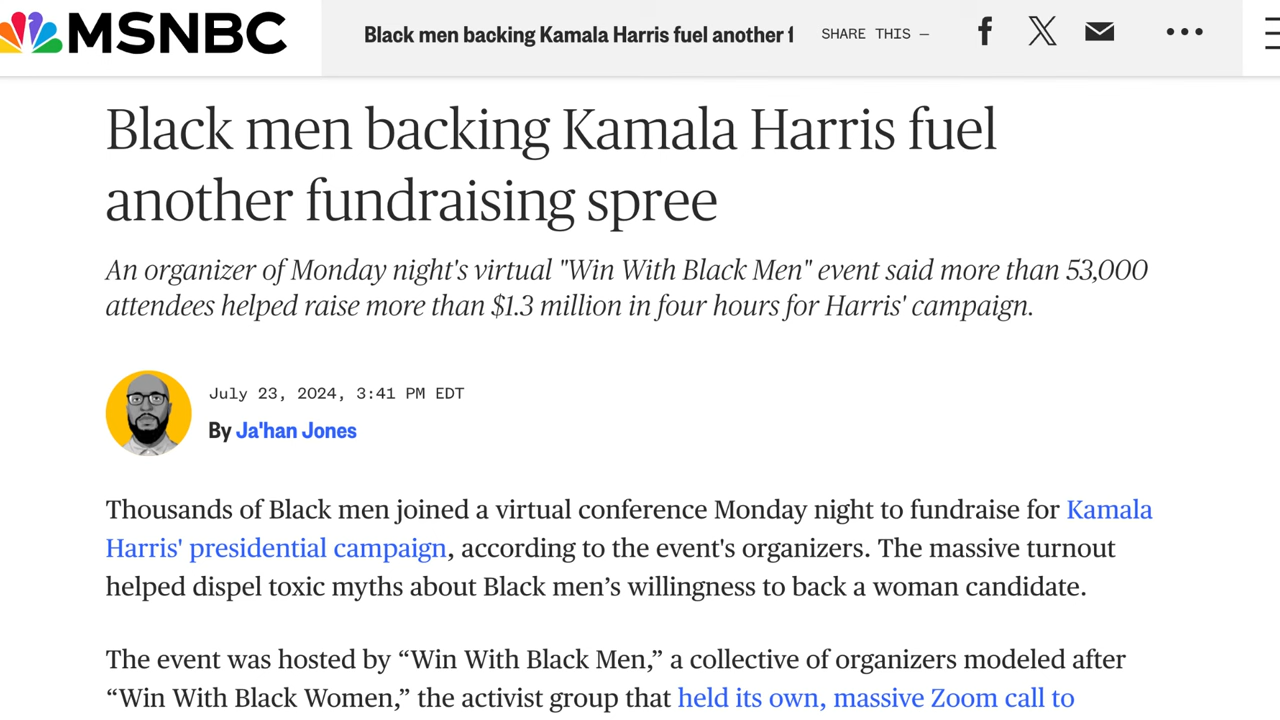 MSNBC
Black men backing Kamala Harris fuel another
SHARE THIS —
Black men backing Kamala Harris fuel
another fundraising spree
An organizer of Monday night's virtual "Win With Black Men" event said more than 53,000
attendees helped raise more than $1.3 million in four hours for Harris' campaign.
July 23, 2024, 3:41 PM EDT
By Ja'han Jones
Thousands of Black men joined a virtual conference Monday night to fundraise for Kamala
Harris' presidential campaign, according to the event's organizers. The massive turnout
helped dispel toxic myths about Black men’s willingness to back a woman candidate.
The event was hosted by “Win With Black Men,” a collective of organizers modeled after
“Win With Black Women,” the activist group that held its own, massive Zoom call to